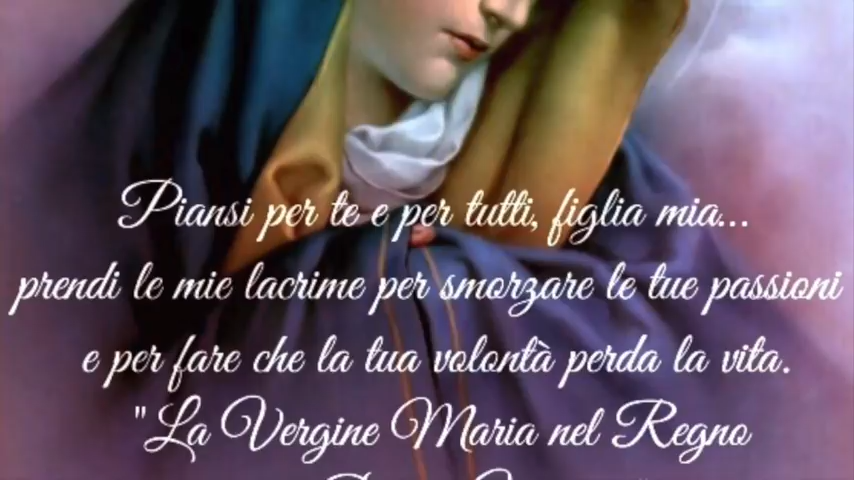 Piansi per te e per tutti, figlia mia...
prendi le mie lacrime per smorzare le tue passioni
e per fare che la tua volontà perda la vita.
"La Vergine Maria nel Regno